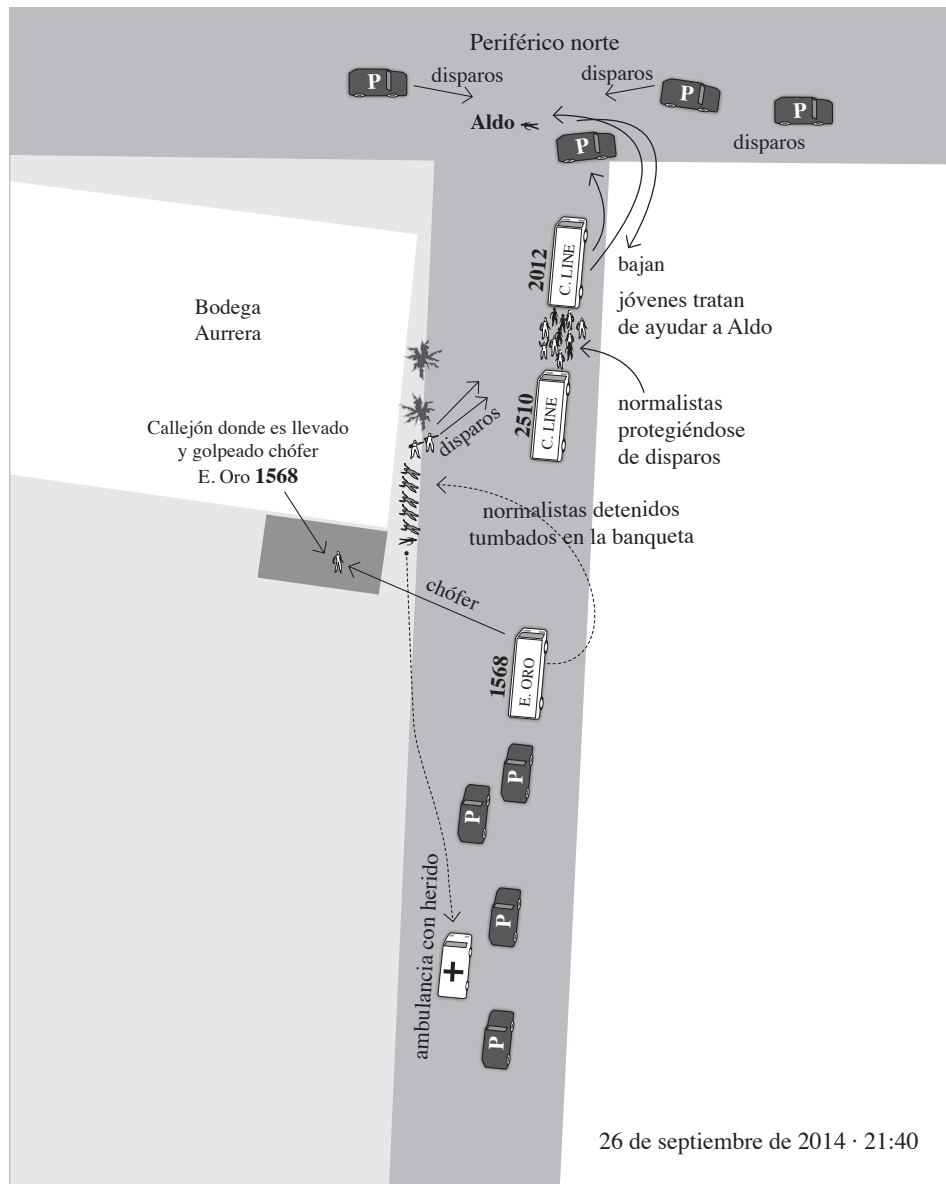 Periférico norte
P
disparos
disparos
P
P
Aldo
disparos
P
2012
C. LINE
bajan
jóvenes tratan
de ayudar a Aldo
Bodega
Aurrera
2510
C. LINE
normalistas
protegiéndose
de disparos
disparos
Callejón donde es llevado
y golpeado chófer
E. Oro 1568
normalistas detenidos
tumbados en la banqueta
chófer
1568
E. ORO
P
P
P
ambulancia con herido
P
26 de septiembre de 2014 · 21:40